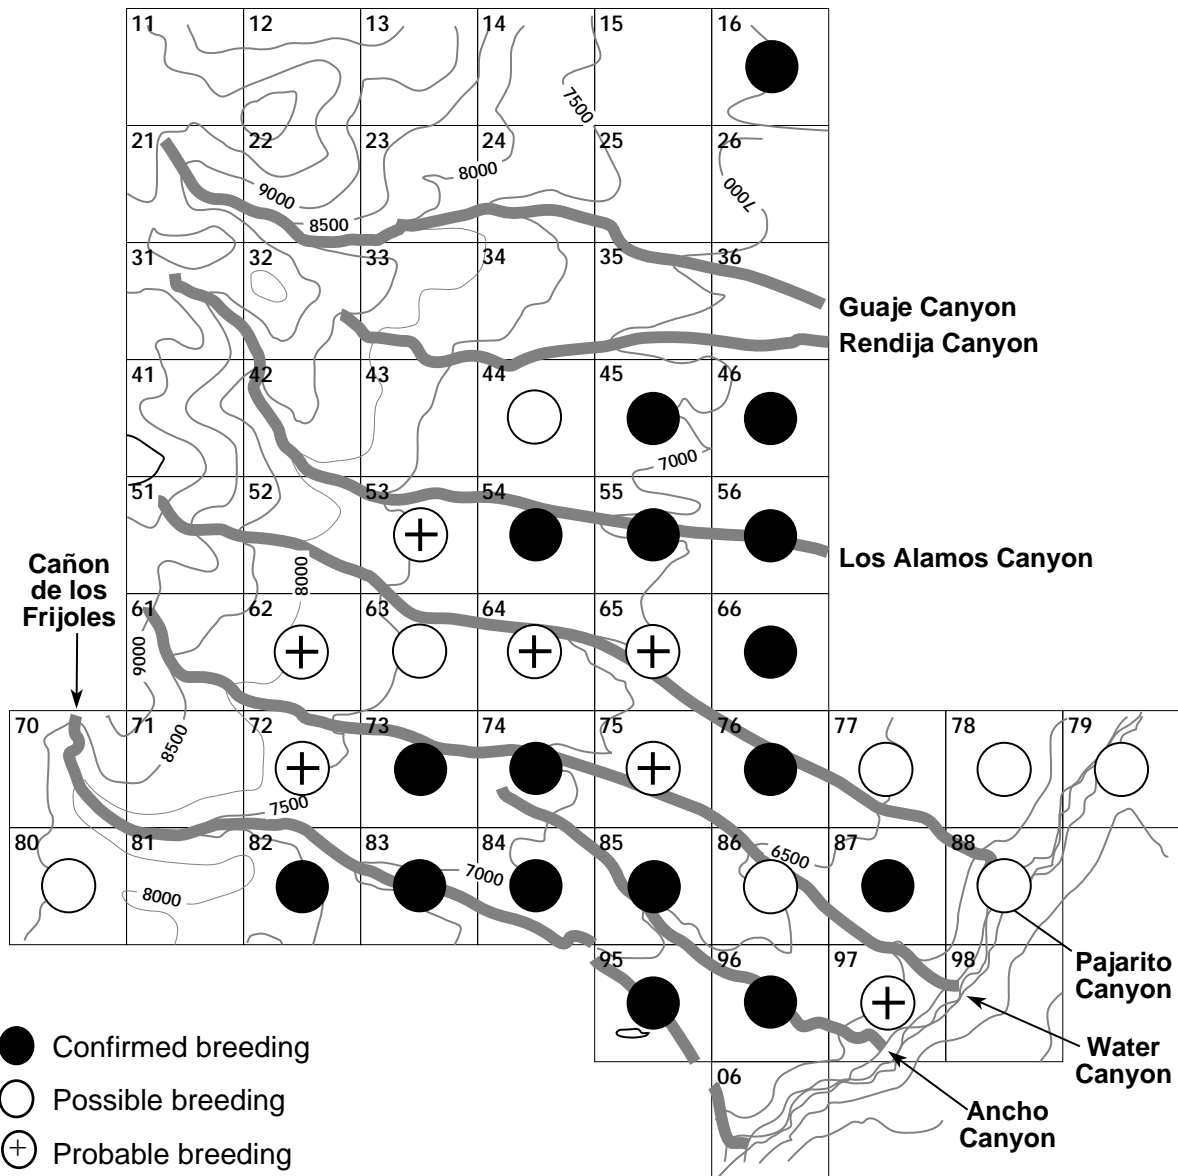 11 12 13 14 15 16
7500
21 22 23 24 25 26
8000
9000
7000
8500
31 32 33 34 35 36
Guaje Canyon
Rendija Canyon
41 42 43 44 45 46
7000
51 52 53 54 55 56
Los Alamos Canyon
Cañon
de los
Frijoles
8000
61 62 63 64 65 66
9000
70 71 72 73 74 75 76 77 78 79
8500
7500
80 81 82 83 84 85 86 87 88
6500
7000
8000
95 96 97 98
Pajarito
Canyon
Water
Canyon
06
Ancho
Canyon
Confirmed breeding
Possible breeding
Probable breeding